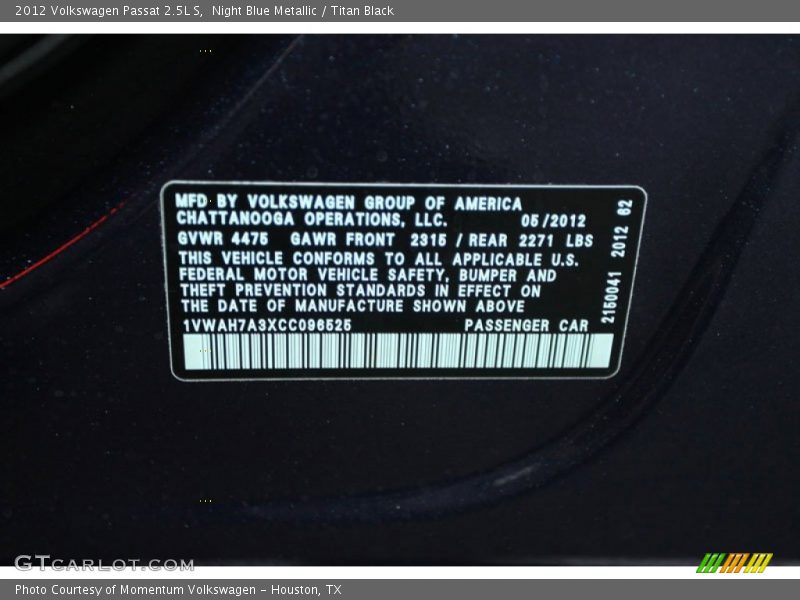 2012 Volkswagen Passat 2.5L S, Night Blue Metallic / Titan Black
MFD BY VOLKSWAGEN GROUP OF AMERICA
CHATTANOOGA OPERATIONS, LLC. 05/2012
GVWR 4475 GAWR FRONT 2315 / REAR 2271 LBS
THIS VEHICLE CONFORMS TO ALL APPLICABLE U.S.
FEDERAL MOTOR VEHICLE SAFETY, BUMPER AND
THEFT PREVENTION STANDARDS IN EFFECT ON
THE DATE OF MANUFACTURE SHOWN ABOVE
1VWAH7A3XCC096525 PASSENGER CAR
2150041 2012 62
GTCARLOT.COM
Photo Courtesy of Momentum Volkswagen – Houston, TX